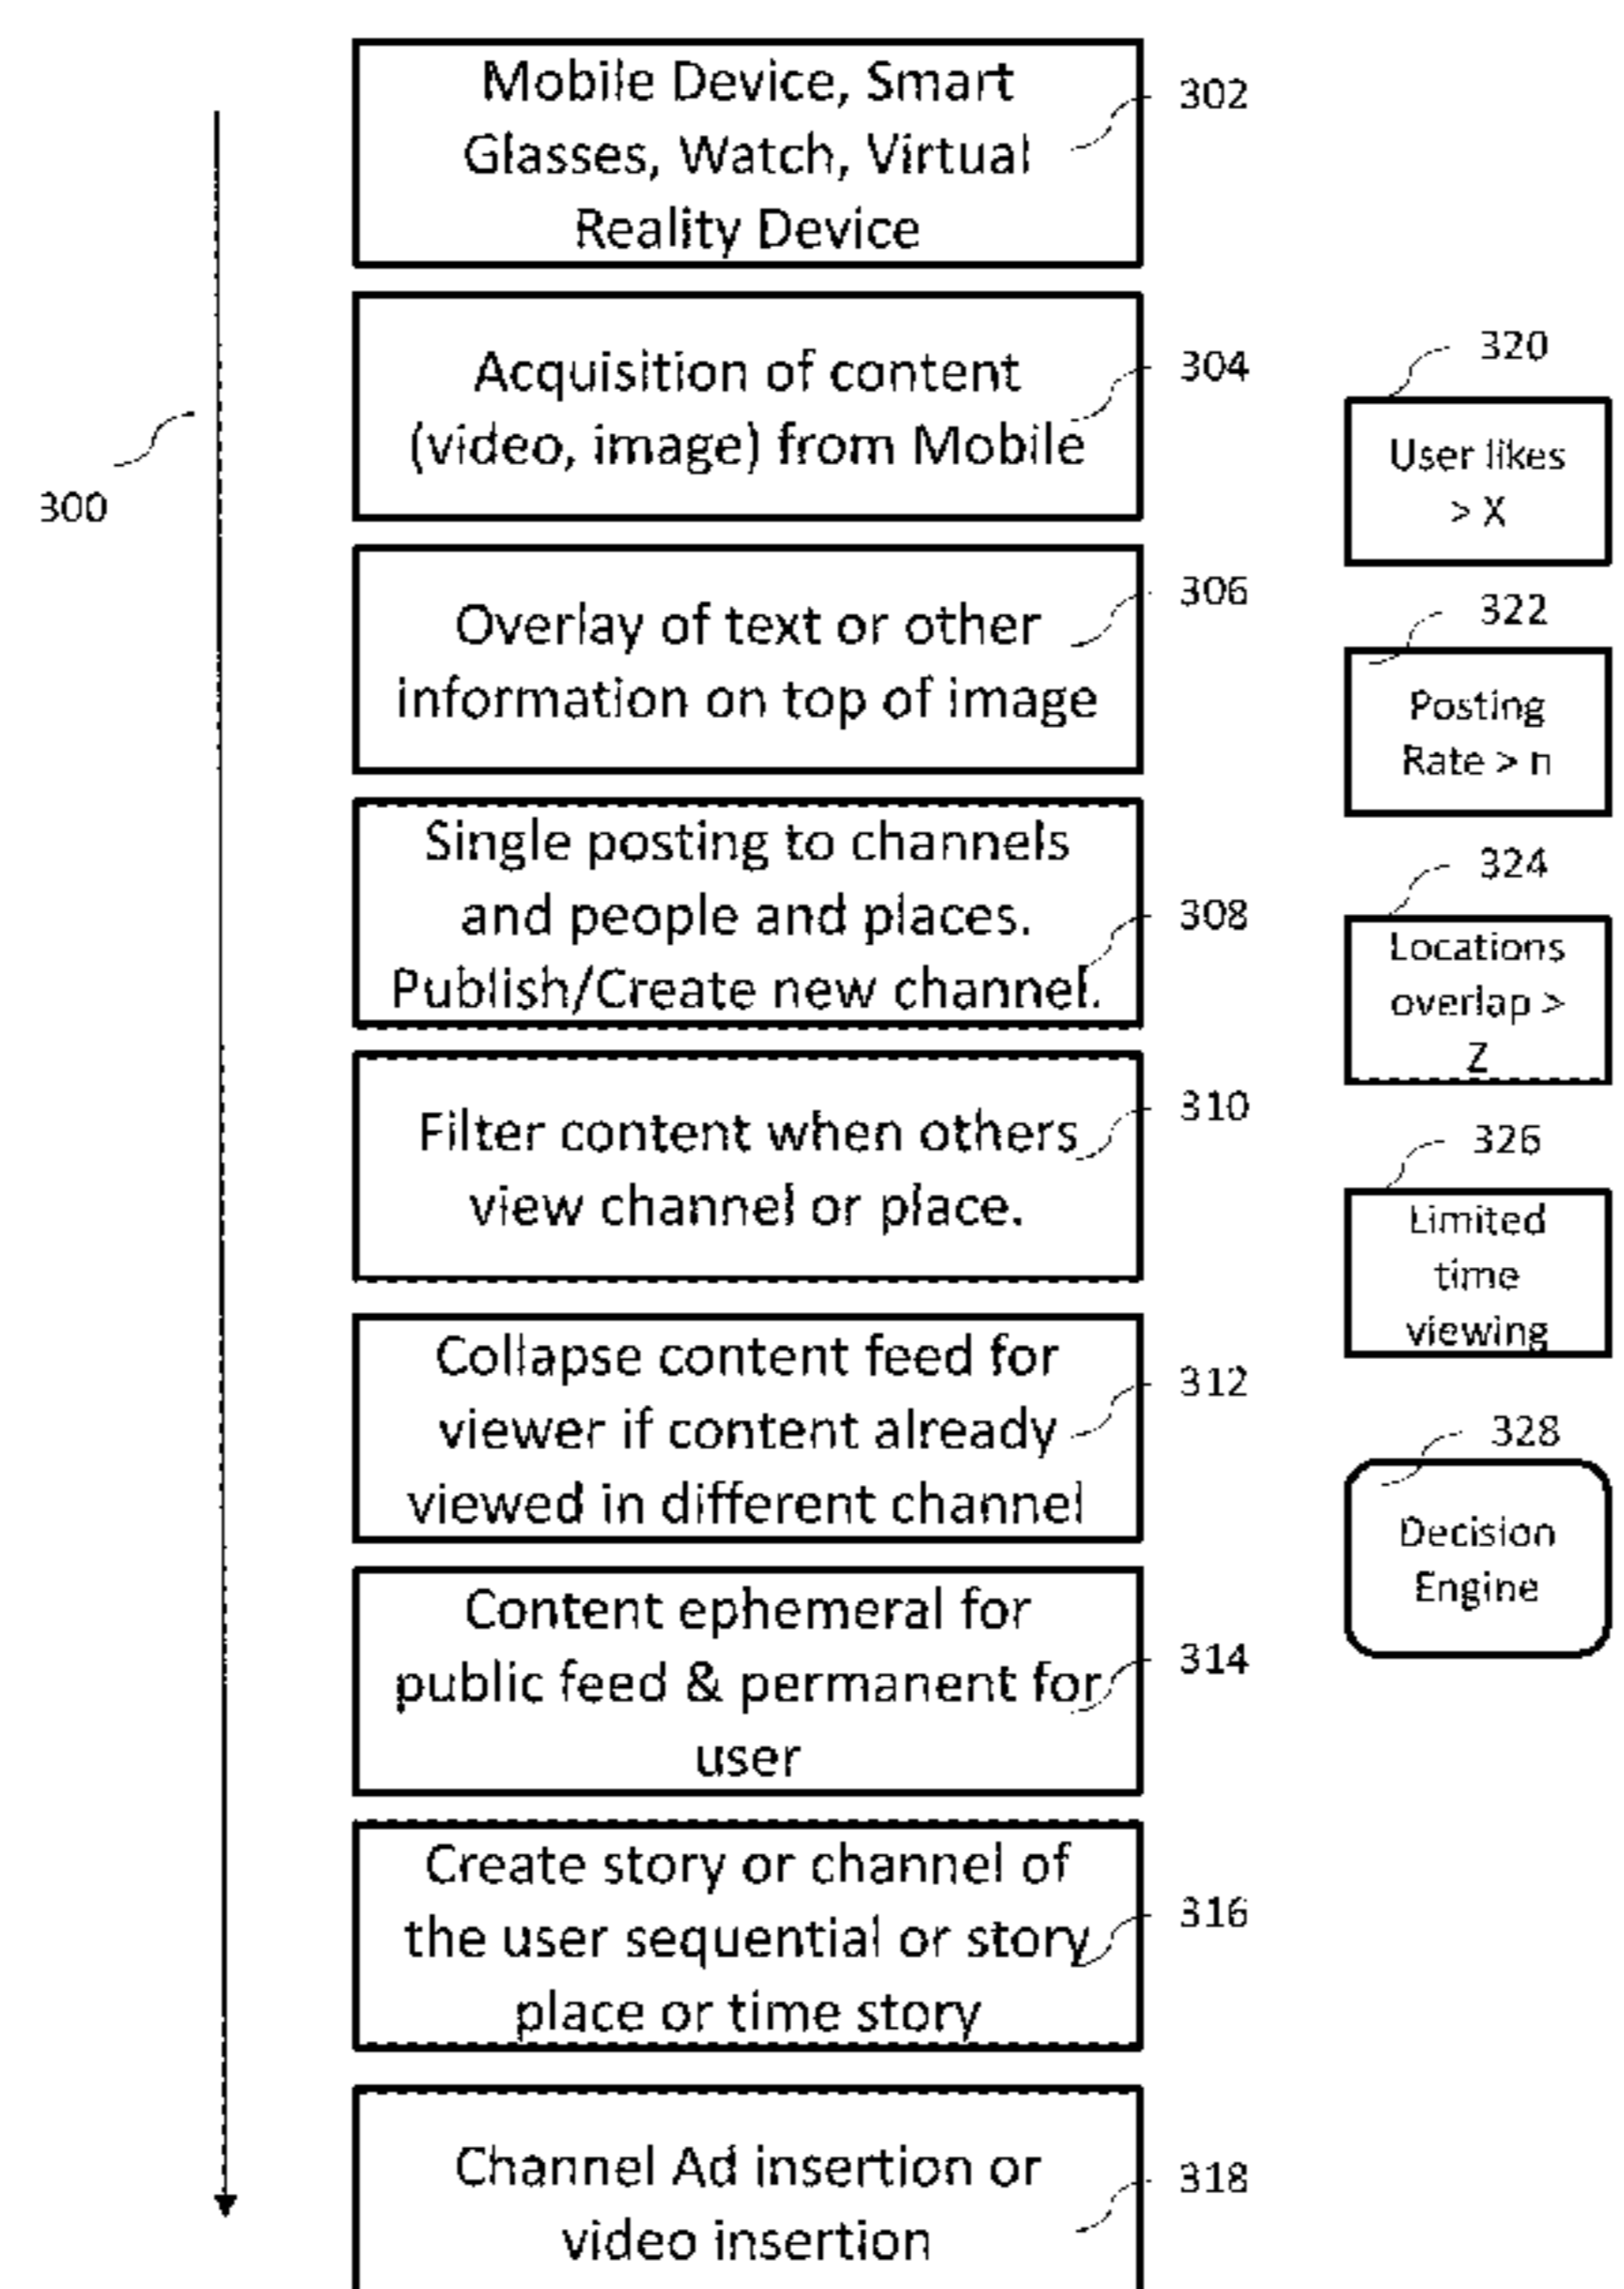 Mobile Device, Smart
Glasses, Watch, Virtual
Reality Device
302
Acquisition of content
(video, image) from Mobile
304
300
Overlay of text or other
information on top of image
306
Single posting to channels
and people and places.
Publish/Create new channel.
308
Filter content when others
view channel or place.
310
Collapse content feed for
viewer if content already
viewed in different channel
312
Content ephemeral for
public feed & permanent for
user
314
Create story or channel of
the user sequential or story
place or time story
316
Channel Ad insertion or
video insertion
318
320
User likes
> X
322
Posting
Rate > n
324
Locations
overlap >
Z
326
Limited
time
viewing
328
Decision
Engine